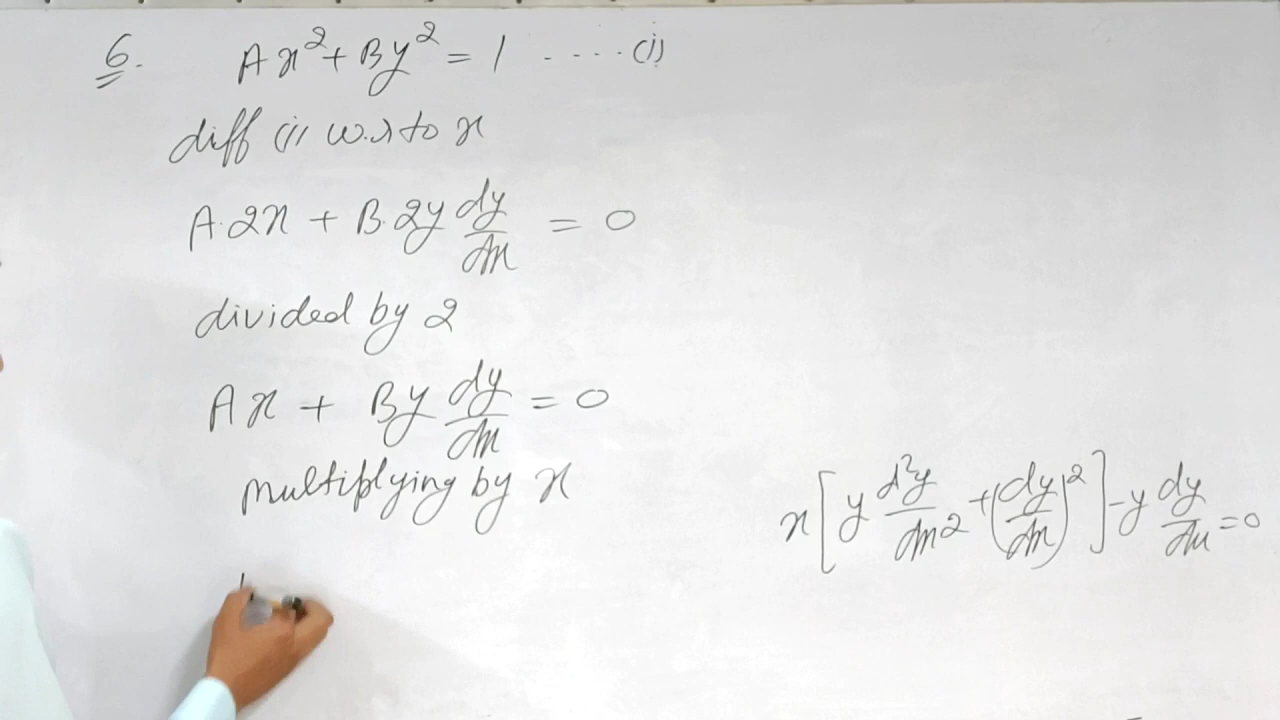 6. Ax² + By² = 1 ..... (i)
diff (i) w.r to x
A.2x + B.2y dy/dx = 0
divided by 2
Ax + By dy/dx = 0
multiplying by x
x[y d²y/dx² + (dy/dx)²] - y dy/dx = 0